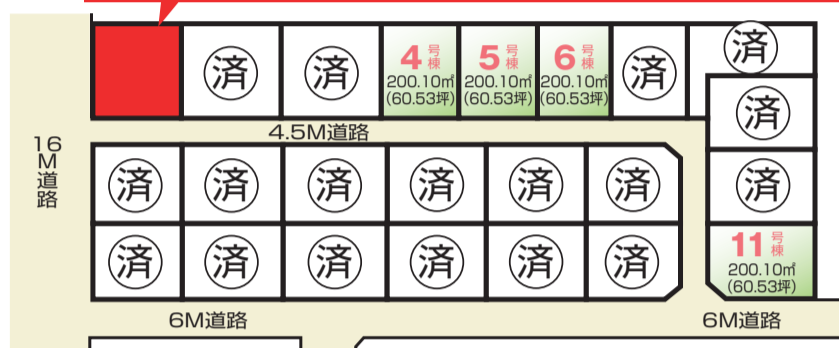 済
済
済
4号棟
200.10㎡
(60.53坪)
5号棟
200.10㎡
(60.53坪)
6号棟
200.10㎡
(60.53坪)
済
済
済
16M道路
4.5M道路
済
済
済
済
済
済
済
済
済
済
済
済
済
11号棟
200.10㎡
(60.53坪)
6M道路
6M道路